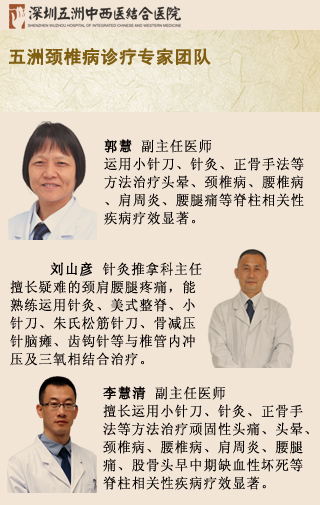 深圳五洲中西医结合医院
SHENZHEN WUZHOU HOSPITAL OF INTEGRATED CHINESE AND WESTERN MEDICINE
五洲颈椎病诊疗专家团队
郭慧 副主任医师
运用小针刀、针灸、正骨手法等
方法治疗头晕、颈椎病、腰椎病
、肩周炎、腰腿痛等脊柱相关性
疾病疗效显著。
刘山彦 针灸推拿科主任
擅长疑难的颈肩腰腿疼痛，能
熟练运用针灸、美式整脊、小
针刀、朱氏松筋针刀、骨减压
针脑瘫、齿钩针等与椎管内冲
压及三氧相结合治疗。
李慧清 副主任医师
擅长运用小针刀、针灸、正骨手
法等方法治疗顽固性头痛、头晕、
颈椎病、腰椎病、肩周炎、腰腿
痛、股骨头早中期缺血性坏死等
脊柱相关性疾病疗效显著。